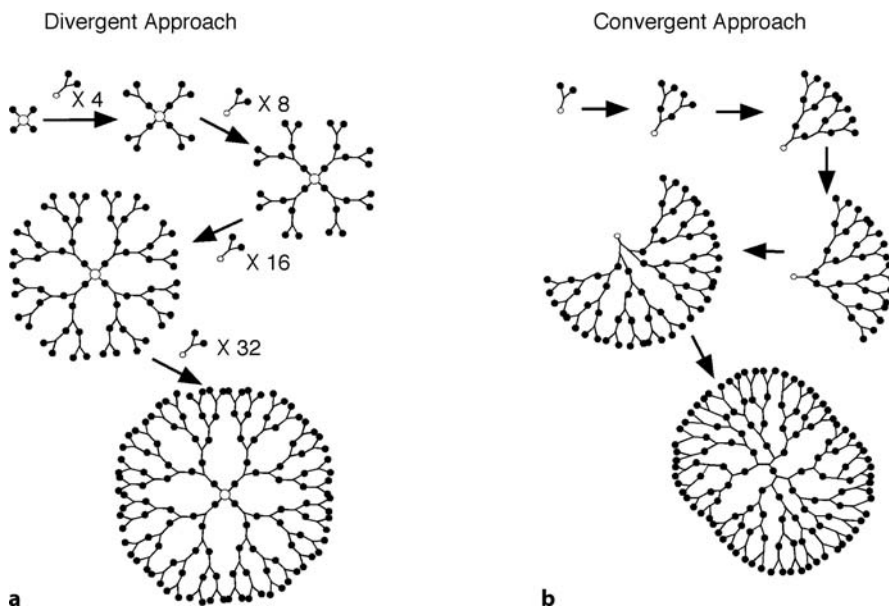 Divergent Approach
Convergent Approach
X 4
X 8
X 16
X 32
a
b